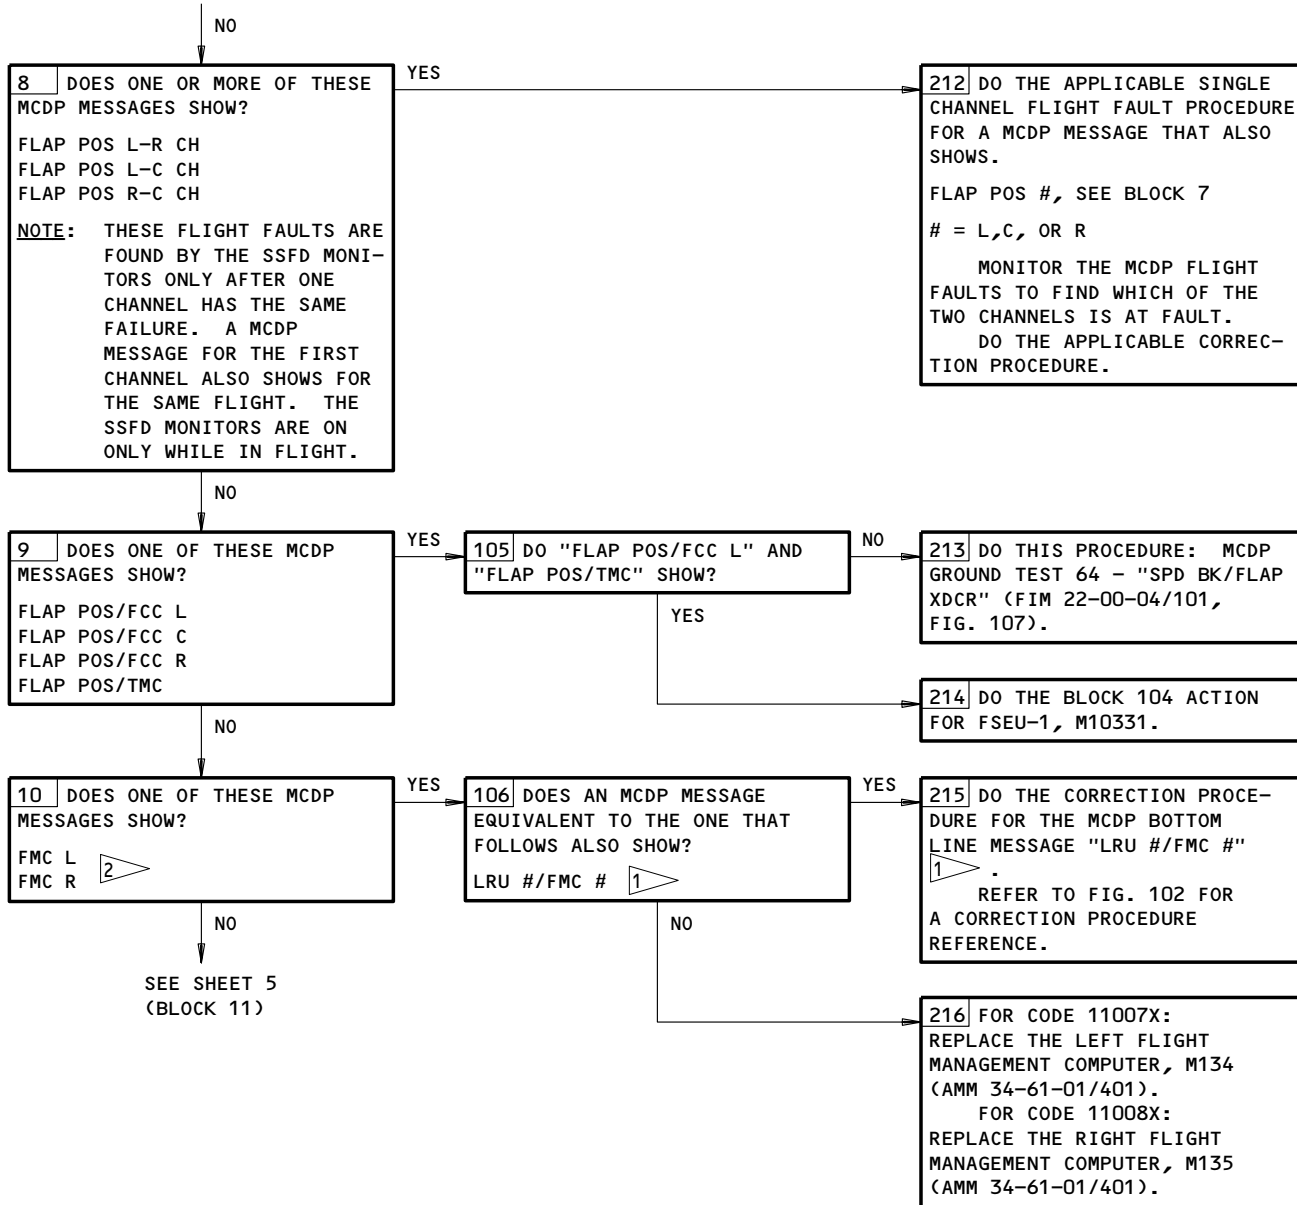 NO
8 DOES ONE OR MORE OF THESE
MCDP MESSAGES SHOW?
FLAP POS L-R CH
FLAP POS L-C CH
FLAP POS R-C CH
NOTE: THESE FLIGHT FAULTS ARE
FOUND BY THE SSFD MONI-
TORS ONLY AFTER ONE
CHANNEL HAS THE SAME
FAILURE. A MCDP
MESSAGE FOR THE FIRST
CHANNEL ALSO SHOWS FOR
THE SAME FLIGHT. THE
SSFD MONITORS ARE ON
ONLY WHILE IN FLIGHT.
YES
212 DO THE APPLICABLE SINGLE
CHANNEL FLIGHT FAULT PROCEDURE
FOR A MCDP MESSAGE THAT ALSO
SHOWS.
FLAP POS #, SEE BLOCK 7
# = L,C, OR R
MONITOR THE MCDP FLIGHT
FAULTS TO FIND WHICH OF THE
TWO CHANNELS IS AT FAULT.
DO THE APPLICABLE CORREC-
TION PROCEDURE.
NO
9 DOES ONE OF THESE MCDP
MESSAGES SHOW?
FLAP POS/FCC L
FLAP POS/FCC C
FLAP POS/FCC R
FLAP POS/TMC
YES
105 DO "FLAP POS/FCC L" AND
"FLAP POS/TMC" SHOW?
NO
213 DO THIS PROCEDURE: MCDP
GROUND TEST 64 - "SPD BK/FLAP
XDCR" (FIM 22-00-04/101,
FIG. 107).
YES
214 DO THE BLOCK 104 ACTION
FOR FSEU-1, M10331.
NO
10 DOES ONE OF THESE MCDP
MESSAGES SHOW?
FMC L
FMC R
2
YES
106 DOES AN MCDP MESSAGE
EQUIVALENT TO THE ONE THAT
FOLLOWS ALSO SHOW?
LRU #/FMC # 1
YES
215 DO THE CORRECTION PROCE-
DURE FOR THE MCDP BOTTOM
LINE MESSAGE "LRU #/FMC #"
1 .
REFER TO FIG. 102 FOR
A CORRECTION PROCEDURE
REFERENCE.
NO
SEE SHEET 5
(BLOCK 11)
NO
216 FOR CODE 11007X:
REPLACE THE LEFT FLIGHT
MANAGEMENT COMPUTER, M134
(AMM 34-61-01/401).
FOR CODE 11008X:
REPLACE THE RIGHT FLIGHT
MANAGEMENT COMPUTER, M135
(AMM 34-61-01/401).